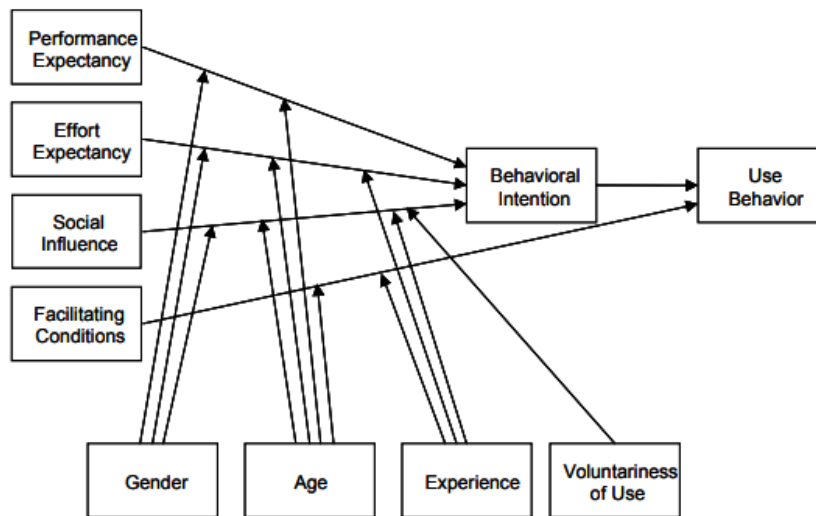 Performance
Expectancy
Effort
Expectancy
Social
Influence
Facilitating
Conditions
Behavioral
Intention
Use
Behavior
Gender
Age
Experience
Voluntariness
of Use